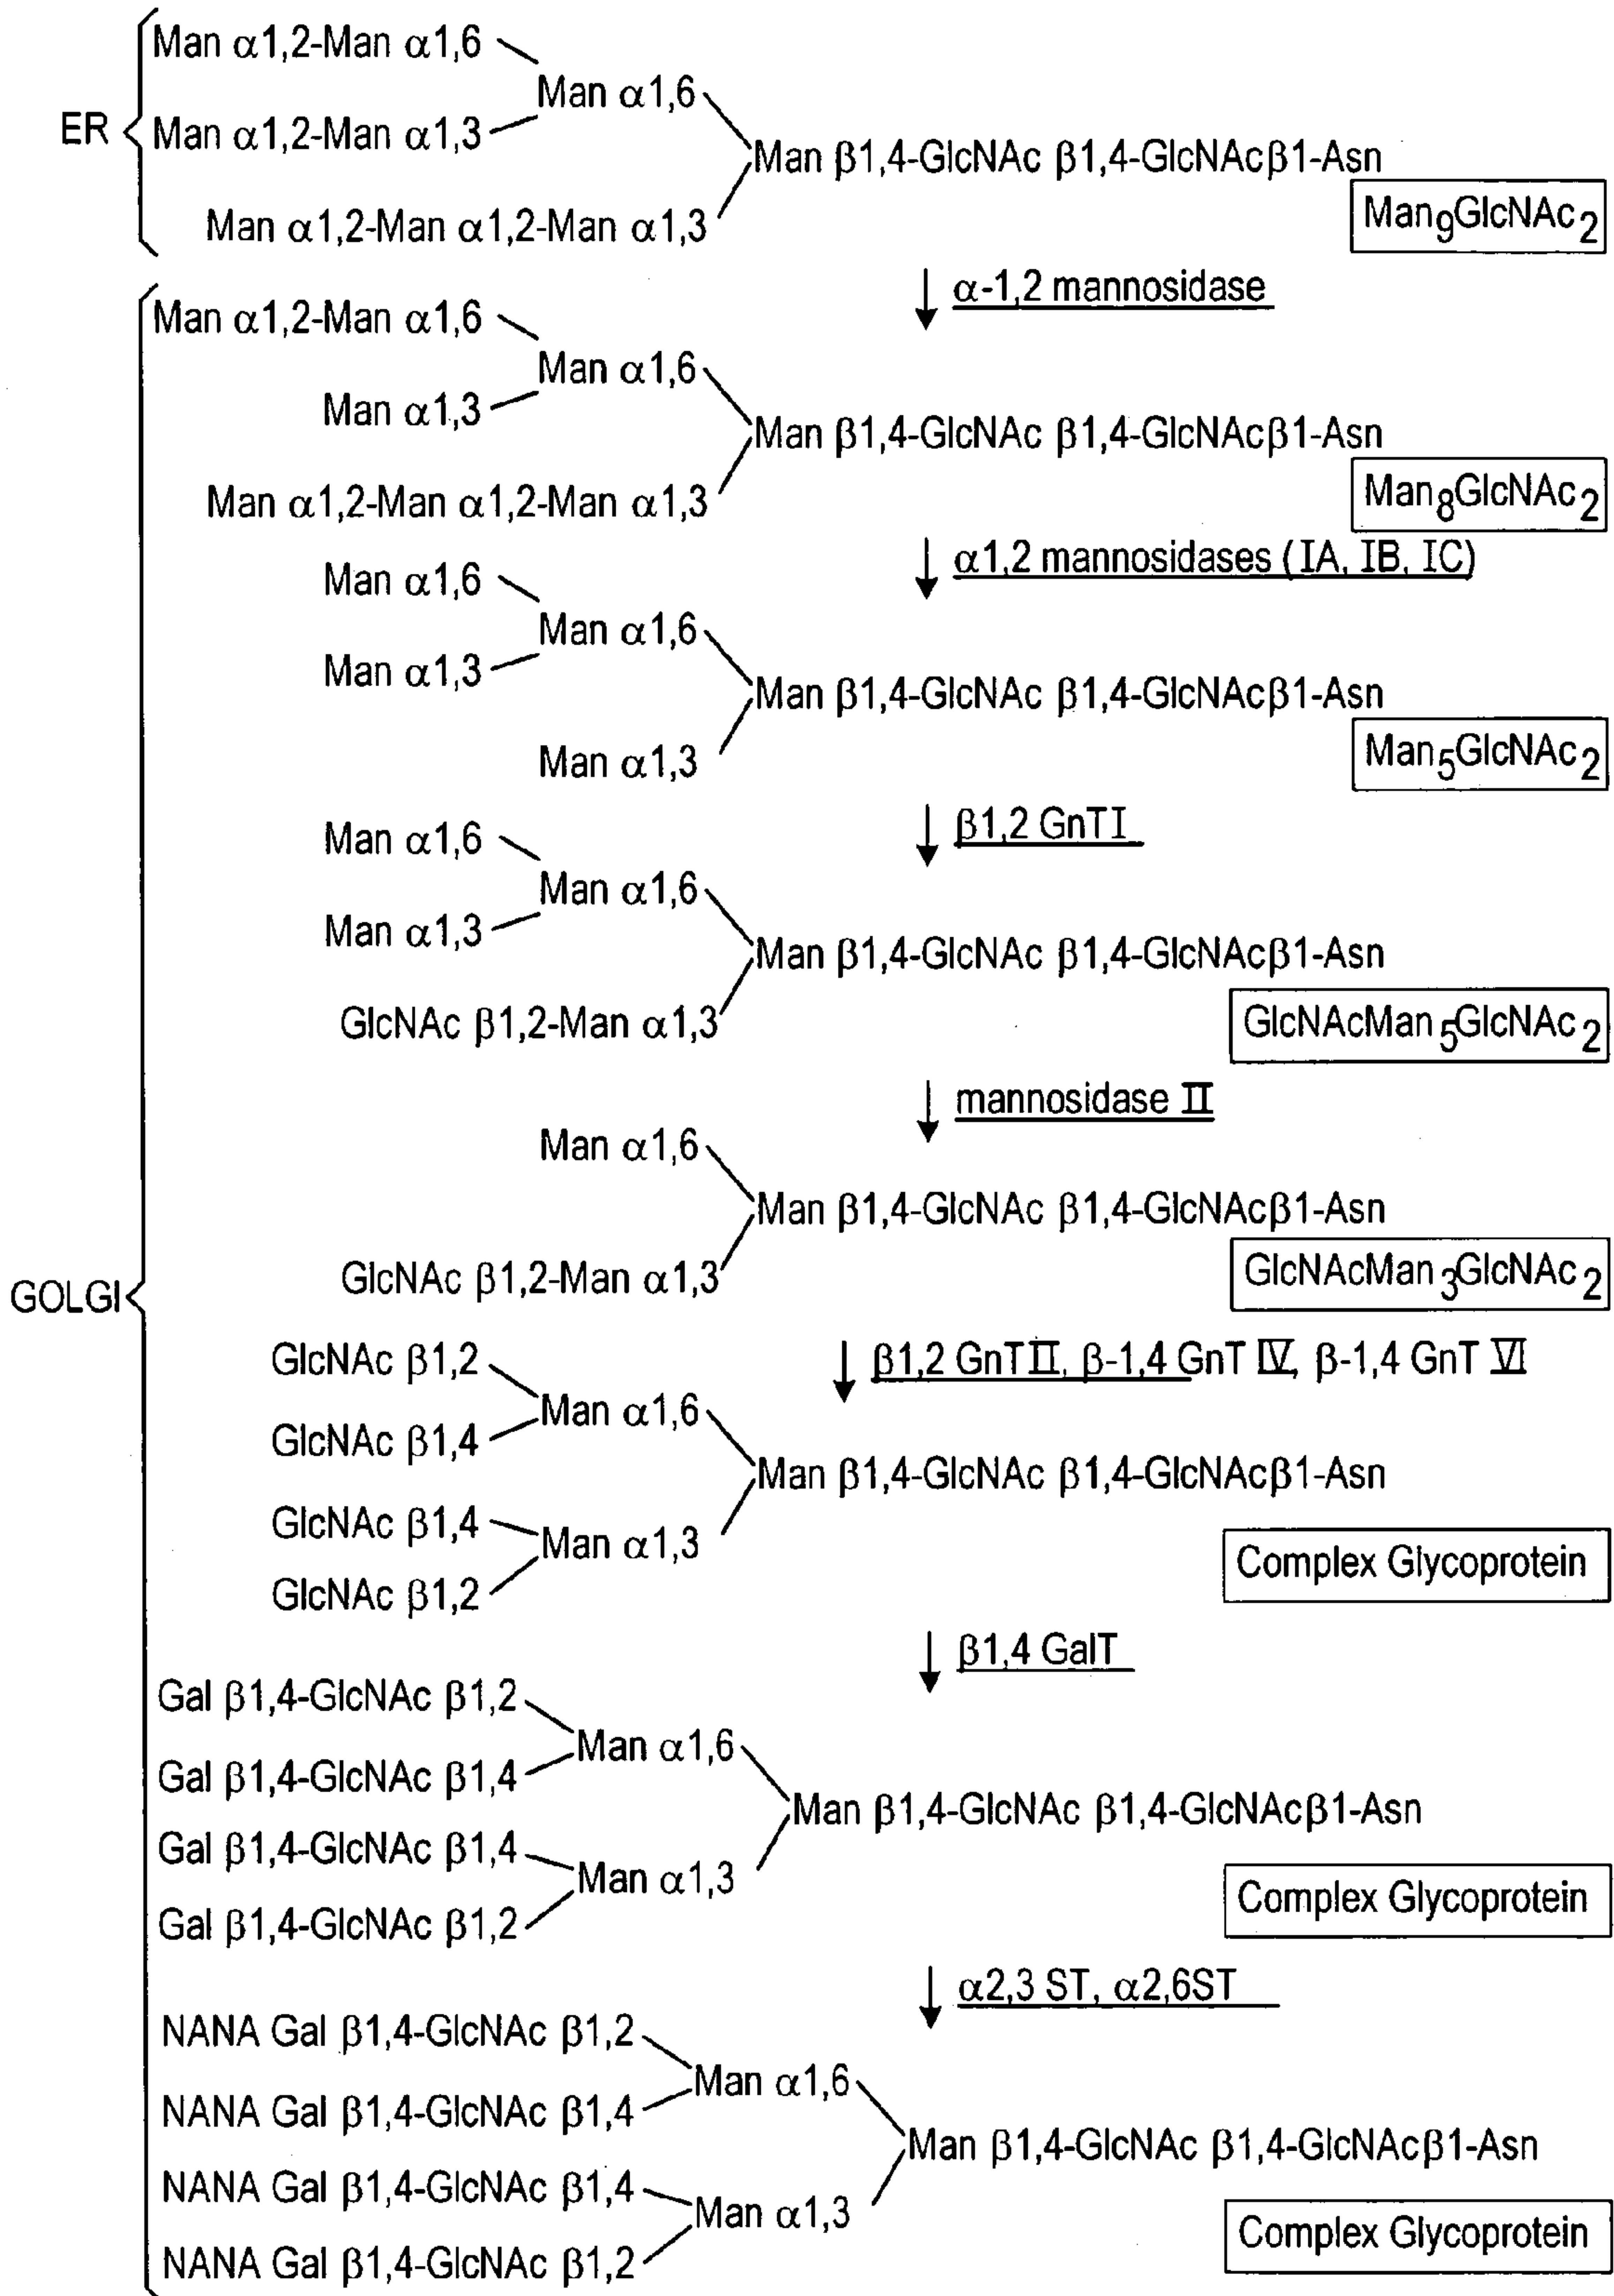 Man α1,2-Man α1,6
Man α1,6
ER
Man α1,2-Man α1,3
Man β1,4-GlcNAc β1,4-GlcNAcβ1-Asn
Man α1,2-Man α1,2-Man α1,3
Man9GlcNAc2
α-1,2 mannosidase
Man α1,2-Man α1,6
Man α1,6
Man α1,3
Man β1,4-GlcNAc β1,4-GlcNAcβ1-Asn
Man α1,2-Man α1,2-Man α1,3
Man8GlcNAc2
α1,2 mannosidases (IA, IB, IC)
Man α1,6
Man α1,6
Man α1,3
Man β1,4-GlcNAc β1,4-GlcNAcβ1-Asn
Man α1,3
Man5GlcNAc2
β1,2 GnTI
Man α1,6
Man α1,6
Man α1,3
Man β1,4-GlcNAc β1,4-GlcNAcβ1-Asn
GlcNAc β1,2-Man α1,3
GlcNAcMan5GlcNAc2
mannosidase II
Man α1,6
Man β1,4-GlcNAc β1,4-GlcNAcβ1-Asn
GlcNAc β1,2-Man α1,3
GlcNAcMan3GlcNAc2
GOLGI
β1,2 GnTII, β-1,4 GnT IV, β-1,4 GnT VI
GlcNAc β1,2
Man α1,6
GlcNAc β1,4
Man β1,4-GlcNAc β1,4-GlcNAcβ1-Asn
GlcNAc β1,4
Man α1,3
GlcNAc β1,2
Complex Glycoprotein
β1,4 GalT
Gal β1,4-GlcNAc β1,2
Man α1,6
Gal β1,4-GlcNAc β1,4
Man β1,4-GlcNAc β1,4-GlcNAcβ1-Asn
Gal β1,4-GlcNAc β1,4
Man α1,3
Gal β1,4-GlcNAc β1,2
Complex Glycoprotein
α2,3 ST, α2,6ST
NANA Gal β1,4-GlcNAc β1,2
Man α1,6
NANA Gal β1,4-GlcNAc β1,4
Man β1,4-GlcNAc β1,4-GlcNAcβ1-Asn
NANA Gal β1,4-GlcNAc β1,4
Man α1,3
NANA Gal β1,4-GlcNAc β1,2
Complex Glycoprotein